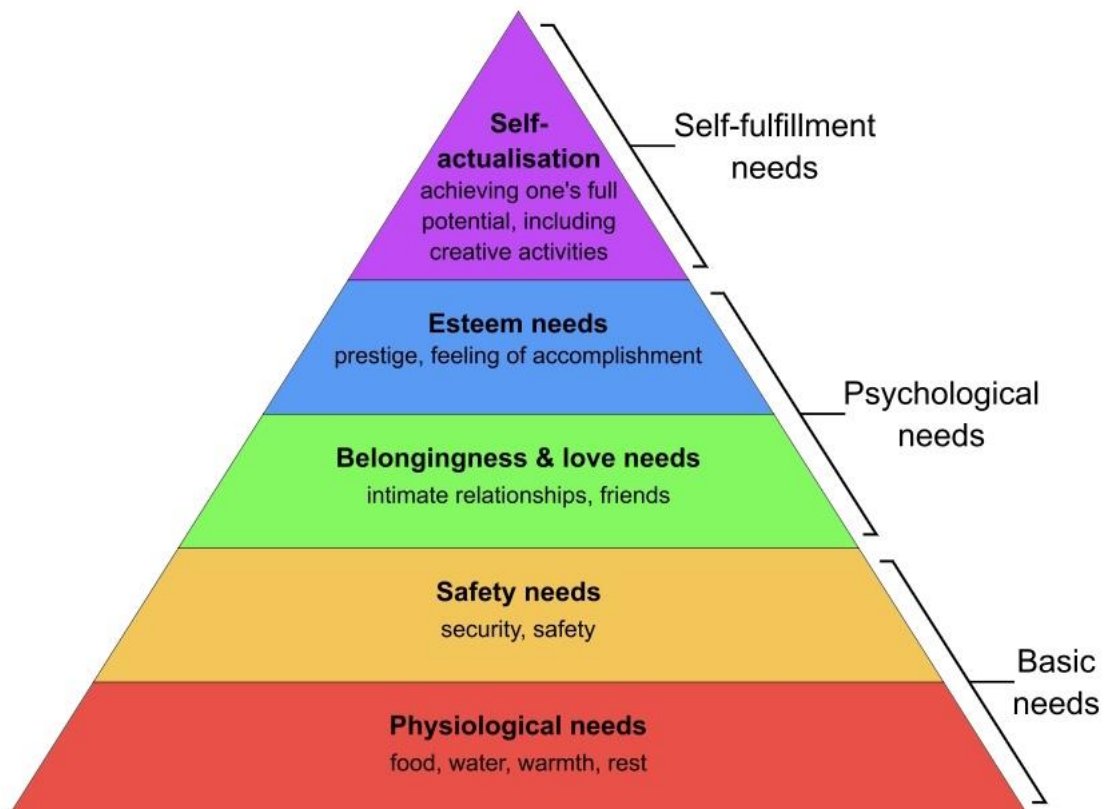 Self-
actualisation
achieving one's full
potential, including
creative activities
Self-fulfillment
needs
Esteem needs
prestige, feeling of accomplishment
Psychological
needs
Belongingness & love needs
intimate relationships, friends
Safety needs
security, safety
Basic
needs
Physiological needs
food, water, warmth, rest